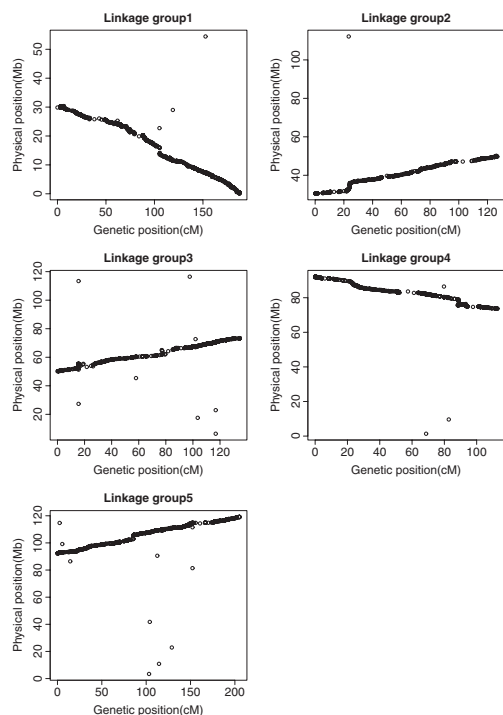 Linkage group1
Physical position(Mb)
0 10 20 30 40 50
0 50 100 150
Genetic position(cM)
Linkage group2
Physical position(Mb)
40 60 80 100
0 20 40 60 80 100 120
Genetic position(cM)
Linkage group3
Physical position(Mb)
20 40 60 80 100 120
0 20 40 60 80 100 120
Genetic position(cM)
Linkage group4
Physical position(Mb)
0 20 40 60 80
0 20 40 60 80 100
Genetic position(cM)
Linkage group5
Physical position(Mb)
0 20 40 60 80 100 120
0 50 100 150 200
Genetic position(cM)